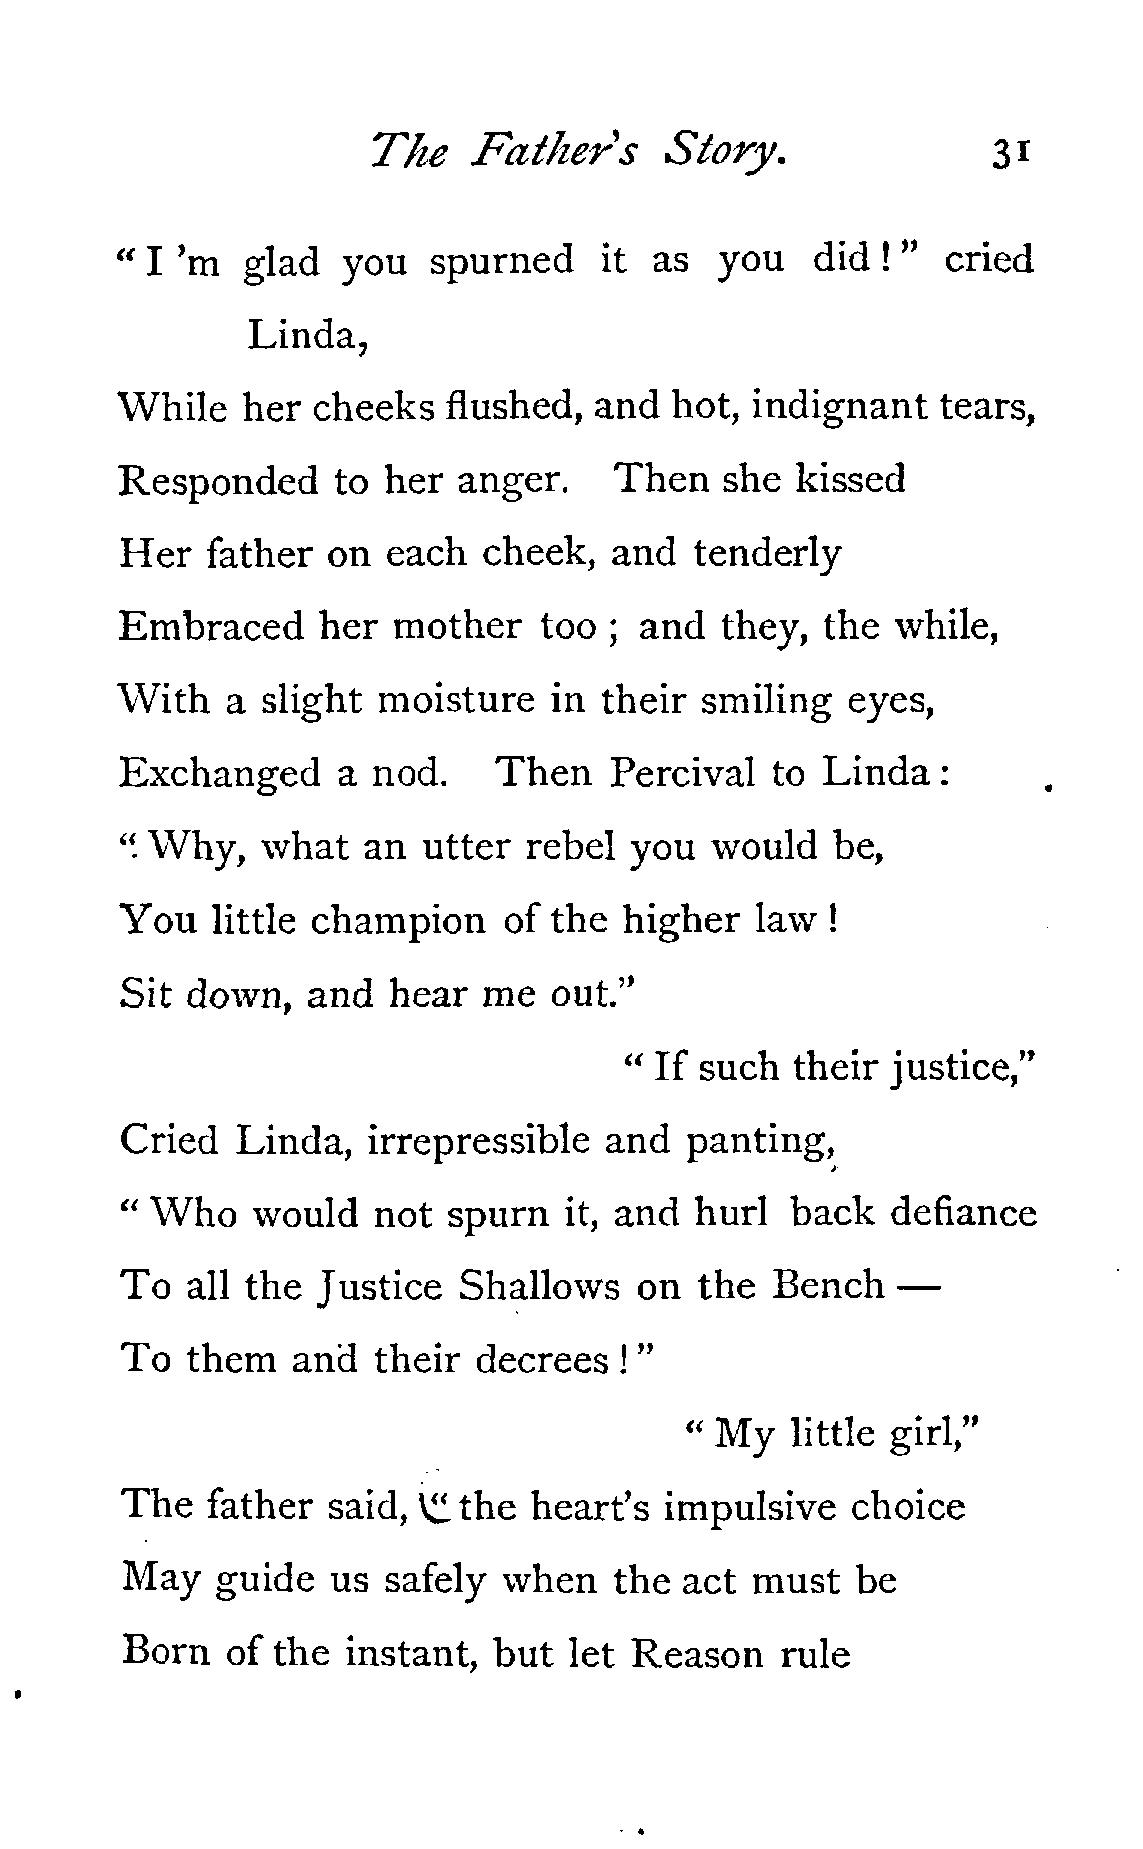 The Father's Story. 31
"I'm glad you spurned it as you did!" cried
Linda,
While her cheeks flushed, and hot, indignant tears,
Responded to her anger. Then she kissed
Her father on each cheek, and tenderly
Embraced her mother too; and they, the while,
With a slight moisture in their smiling eyes,
Exchanged a nod. Then Percival to Linda:
"Why, what an utter rebel you would be,
You little champion of the higher law!
Sit down, and hear me out."
"If such their justice,"
Cried Linda, irrepressible and panting,
"Who would not spurn it, and hurl back defiance
To all the Justice Shallows on the Bench—
To them and their decrees!"
"My little girl,"
The father said, "the heart's impulsive choice
May guide us safely when the act must be
Born of the instant, but let Reason rule